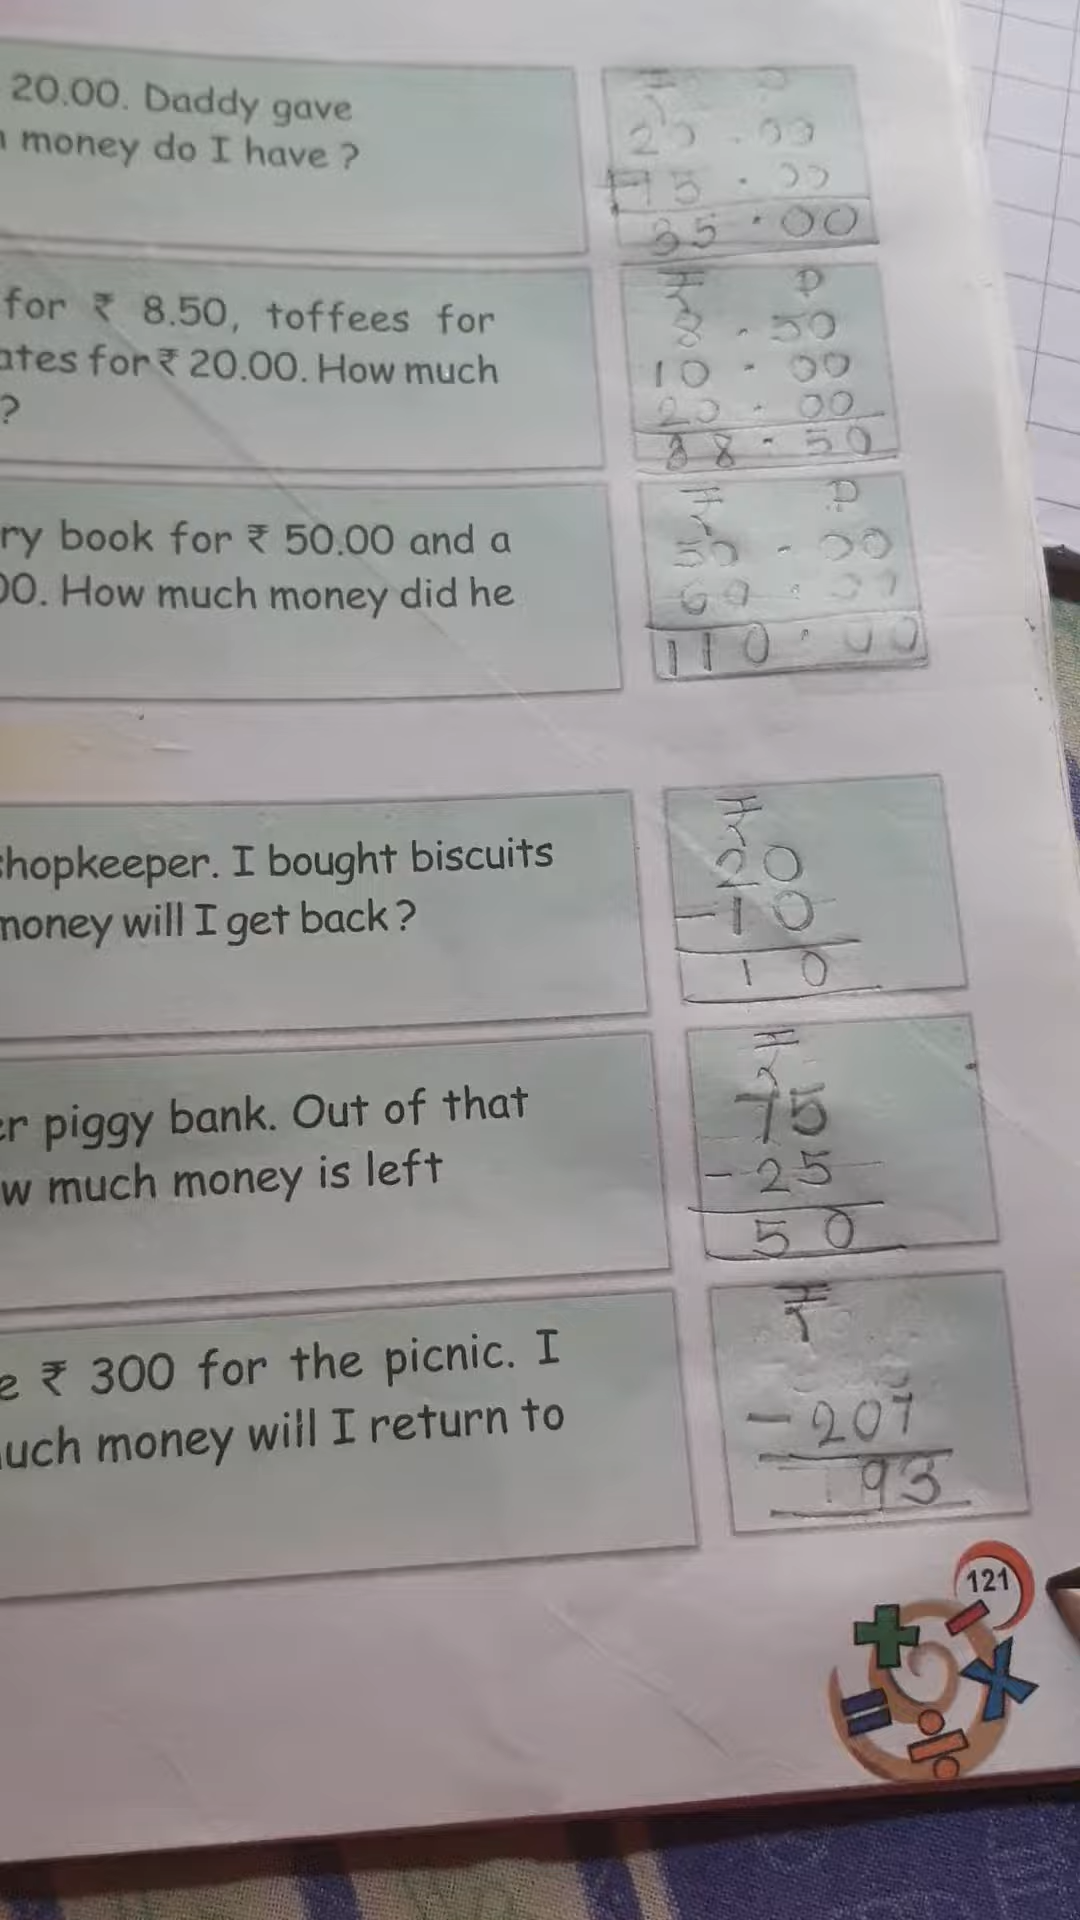 20.00. Daddy gave
money do I have ?
20.00
+15.00
35.00
for ₹ 8.50, toffees for
ates for ₹ 20.00. How much
?
₹ P
8.50
10.00
20.00
38.50
ry book for ₹ 50.00 and a
00. How much money did he
₹ P
50.00
60.00
110.00
shopkeeper. I bought biscuits
money will I get back?
₹
20
-10
10
er piggy bank. Out of that
w much money is left
₹
75
-25
50
e ₹ 300 for the picnic. I
uch money will I return to
₹
-207
93
121